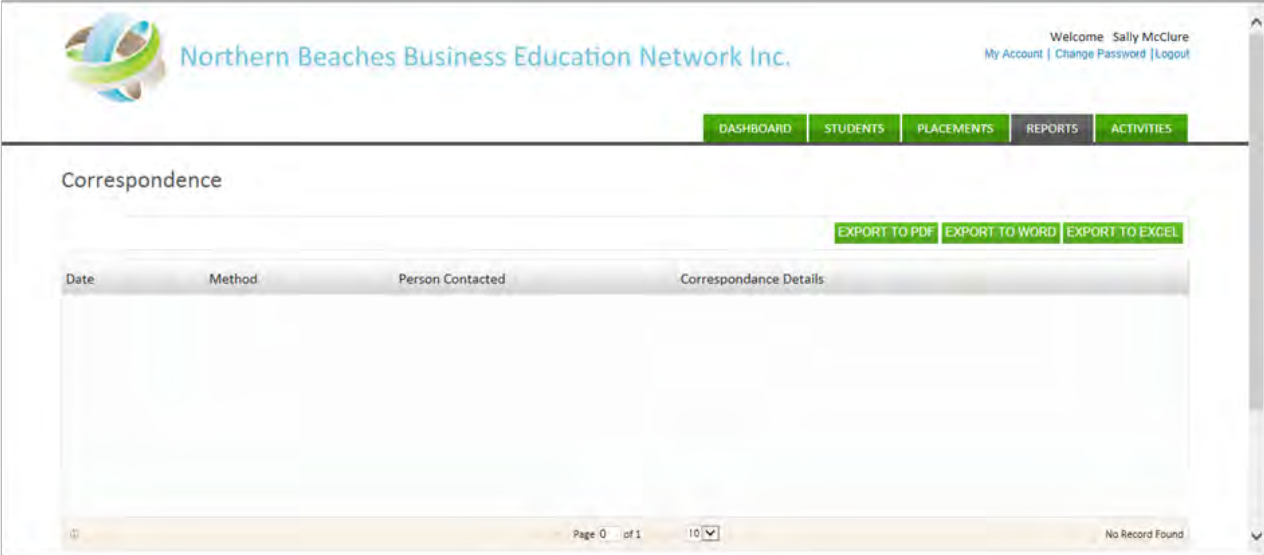 Welcome Sally McClure
Northern Beaches Business Education Network Inc.
My Account | Change Password |Logout
DASHBOARD STUDENTS PLACEMENTS REPORTS ACTIVITIES
Correspondence
EXPORT TO PDF EXPORT TO WORD EXPORT TO EXCEL
Date Method Person Contacted Correspondance Details
Page 0 of 1 10 No Record Found